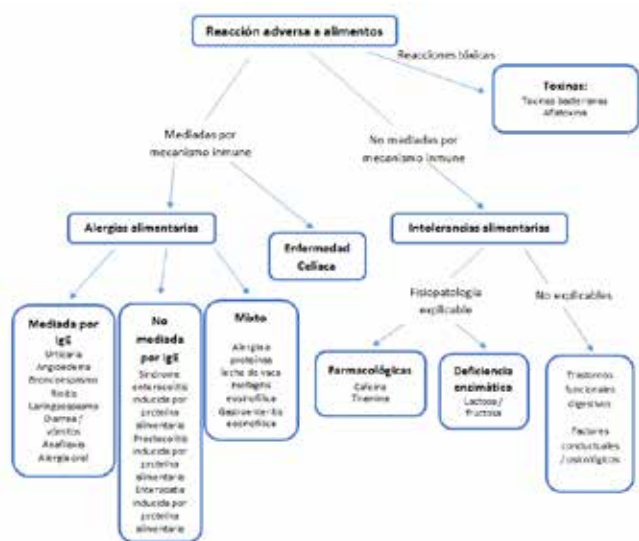 Reacción adversa a alimentos
Reacciones tóxicas
Toxinas:
Toxinas bacterianas
Aflatoxina
Mediadas por
mecanismo inmune
No mediadas por
mecanismo inmune
Alergias alimentarias
Enfermedad
Celíaca
Intolerancias alimentarias
Fisiopatología
explicable
No explicables
Mediada por
IgE
Urticaria
Angioedema
Broncoespasmo
Rinitis
Laringoespasmo
Diarrea /
vómitos
Anafilaxis
Alergia oral
No
mediada
por IgE
Síndrome
enterocolitis
inducida por
proteína
alimentaria
Proctocolitis
inducida por
proteína
alimentaria
Enteropatía
inducida por
proteína
alimentaria
Mixto
Alergia a
proteínas
leche de vaca
Esofagitis
eosinofílica
Gastroenteritis
eosinofílica
Farmacológicas
Cafeína
Tiramina
Deficiencia
enzimática
Lactosa /
fructosa
Trastornos
funcionales
digestivos
Factores
conductuales
/ psicológicos